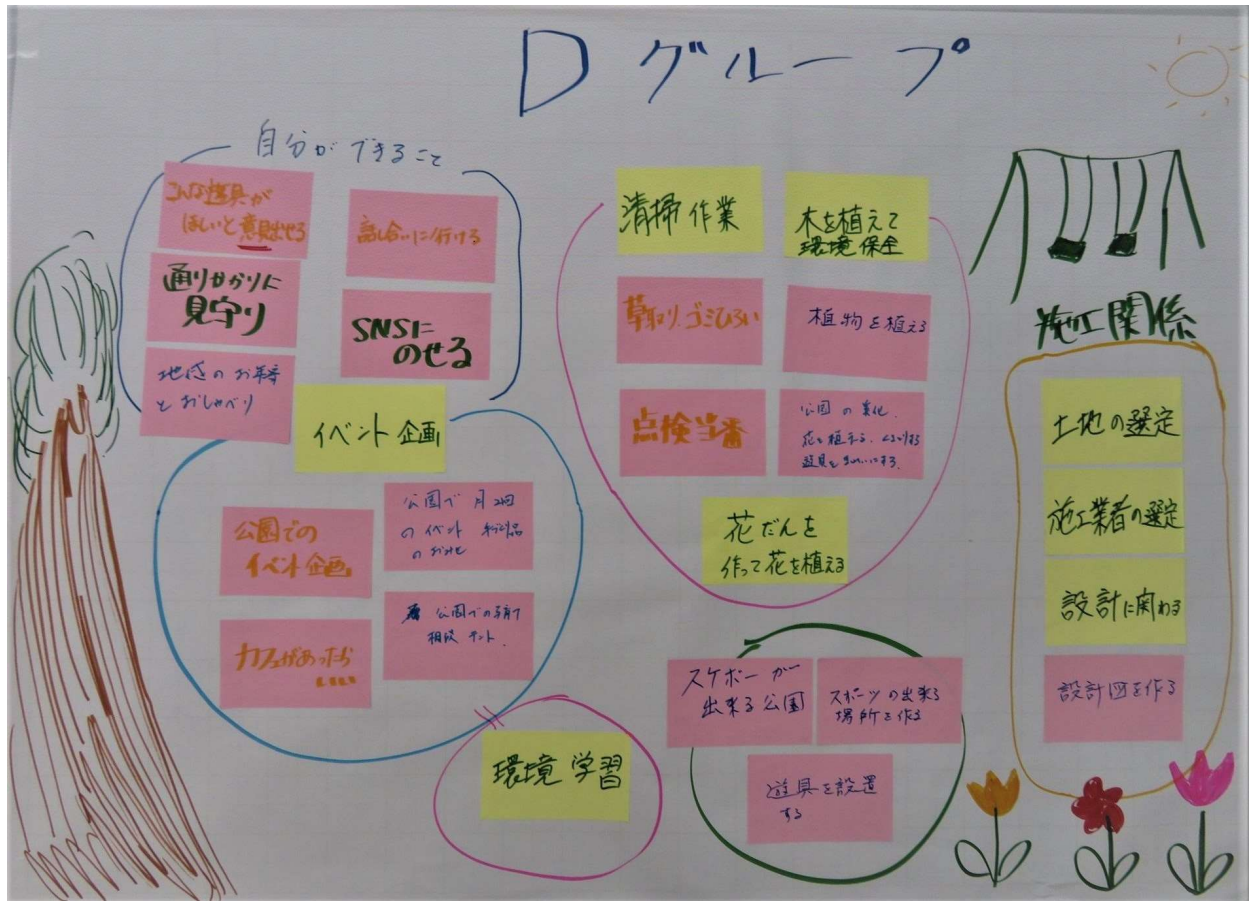 Dグループ
自分ができること
こんな遊具が
ほしいと意見出せる
話し合いに行ける
通りがかりに
見守り
SNSに
のせる
地域のお年寄
とおしゃべり
イベント企画
公園での
イベント企画
公園で月2回
のイベント
のお店
カフェがあったら
公園での子育て
相談テント
環境学習
清掃作業
木を植えて
環境保全
草取り、ゴミひろい
植物を植える
点検当番
公園の美化
花を植える、
遊具をきれいにする。
花だんを
作って花を植える
スケボーが
出来る公園
スポーツの出来る
場所を作る
遊具を設置
する
施工関係
土地の選定
施工業者の選定
設計に関わる
設計図を作る